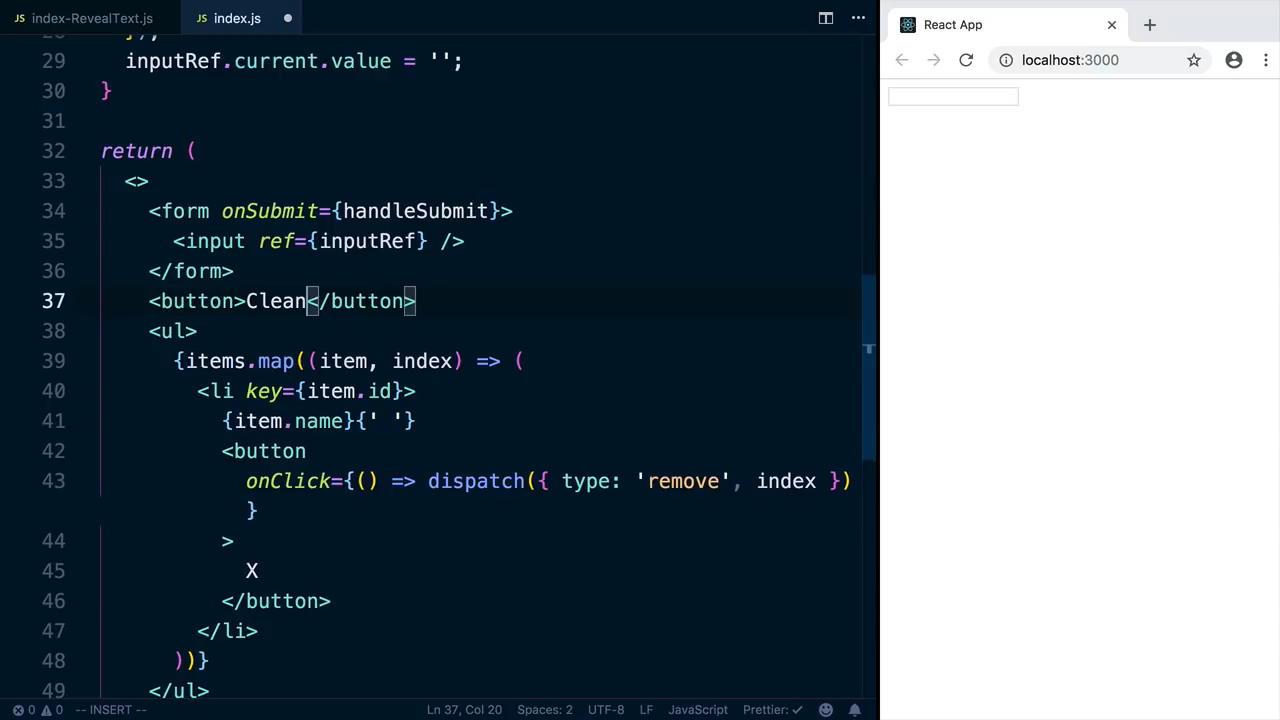 index-RevealText.js
index.js
React App
localhost:3000
28 });
29 inputRef.current.value = '';
30 }
31
32 return (
33 <>
34 <form onSubmit={handleSubmit}>
35 <input ref={inputRef} />
36 </form>
37 <button>Clean</button>
38 <ul>
39 {items.map((item, index) => (
40 <li key={item.id}>
41 {item.name}{' '}
42 <button
43 onClick={() => dispatch({ type: 'remove', index })
}
44 >
45 X
46 </button>
47 </li>
48 ))}
49 </ul>
0 0 -- INSERT -- Ln 37, Col 20 Spaces: 2 UTF-8 LF JavaScript Prettier: ✓